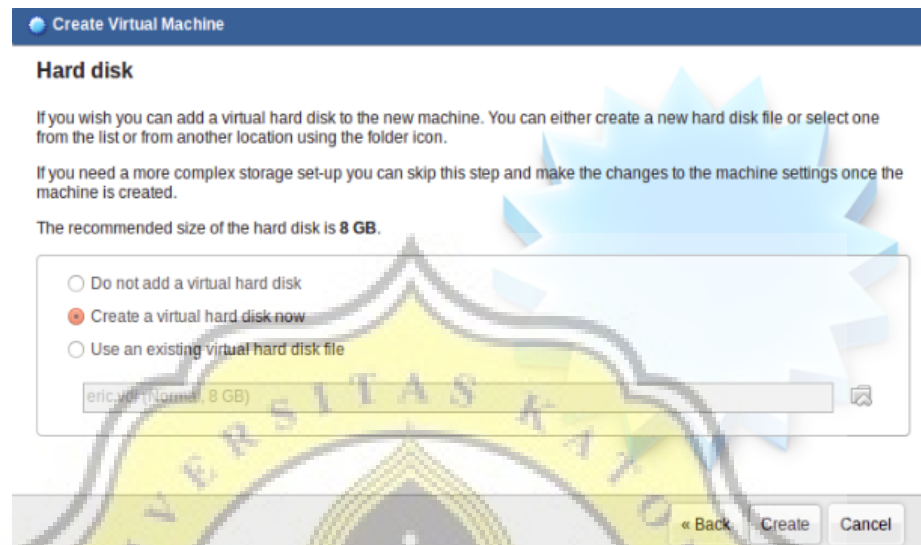 Create Virtual Machine
Hard disk
If you wish you can add a virtual hard disk to the new machine. You can either create a new hard disk file or select one
from the list or from another location using the folder icon.
If you need a more complex storage set-up you can skip this step and make the changes to the machine settings once the
machine is created.
The recommended size of the hard disk is 8 GB.
Do not add a virtual hard disk
Create a virtual hard disk now
Use an existing virtual hard disk file
eric.vdi (Normal, 8 GB)
VERSITAS KATO
« Back Create Cancel